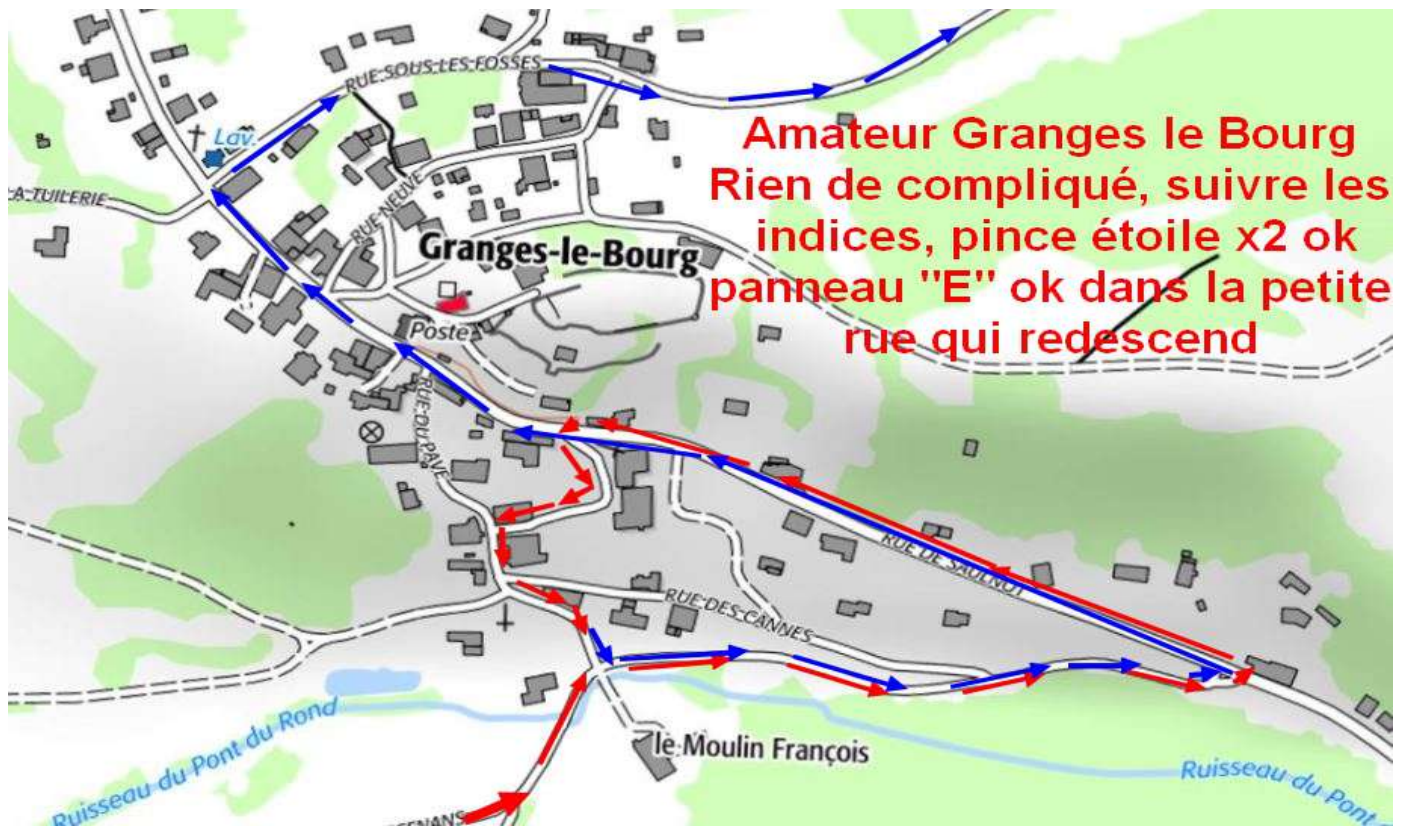 RUE SOUS LES FOSSES
Lav.
Amateur Granges le Bourg
Rien de compliqué, suivre les
indices, pince étoile x2 ok
panneau "E" ok dans la petite
rue qui redescend
A TUILERIE
RUE NEUVE
Granges-le-Bourg
Poste
RUE DU PAVE
RUE DE SAULNOT
RUE DES CANNES
le Moulin François
Ruisseau du Pont du Rond
Ruisseau du Pont d
ENANS